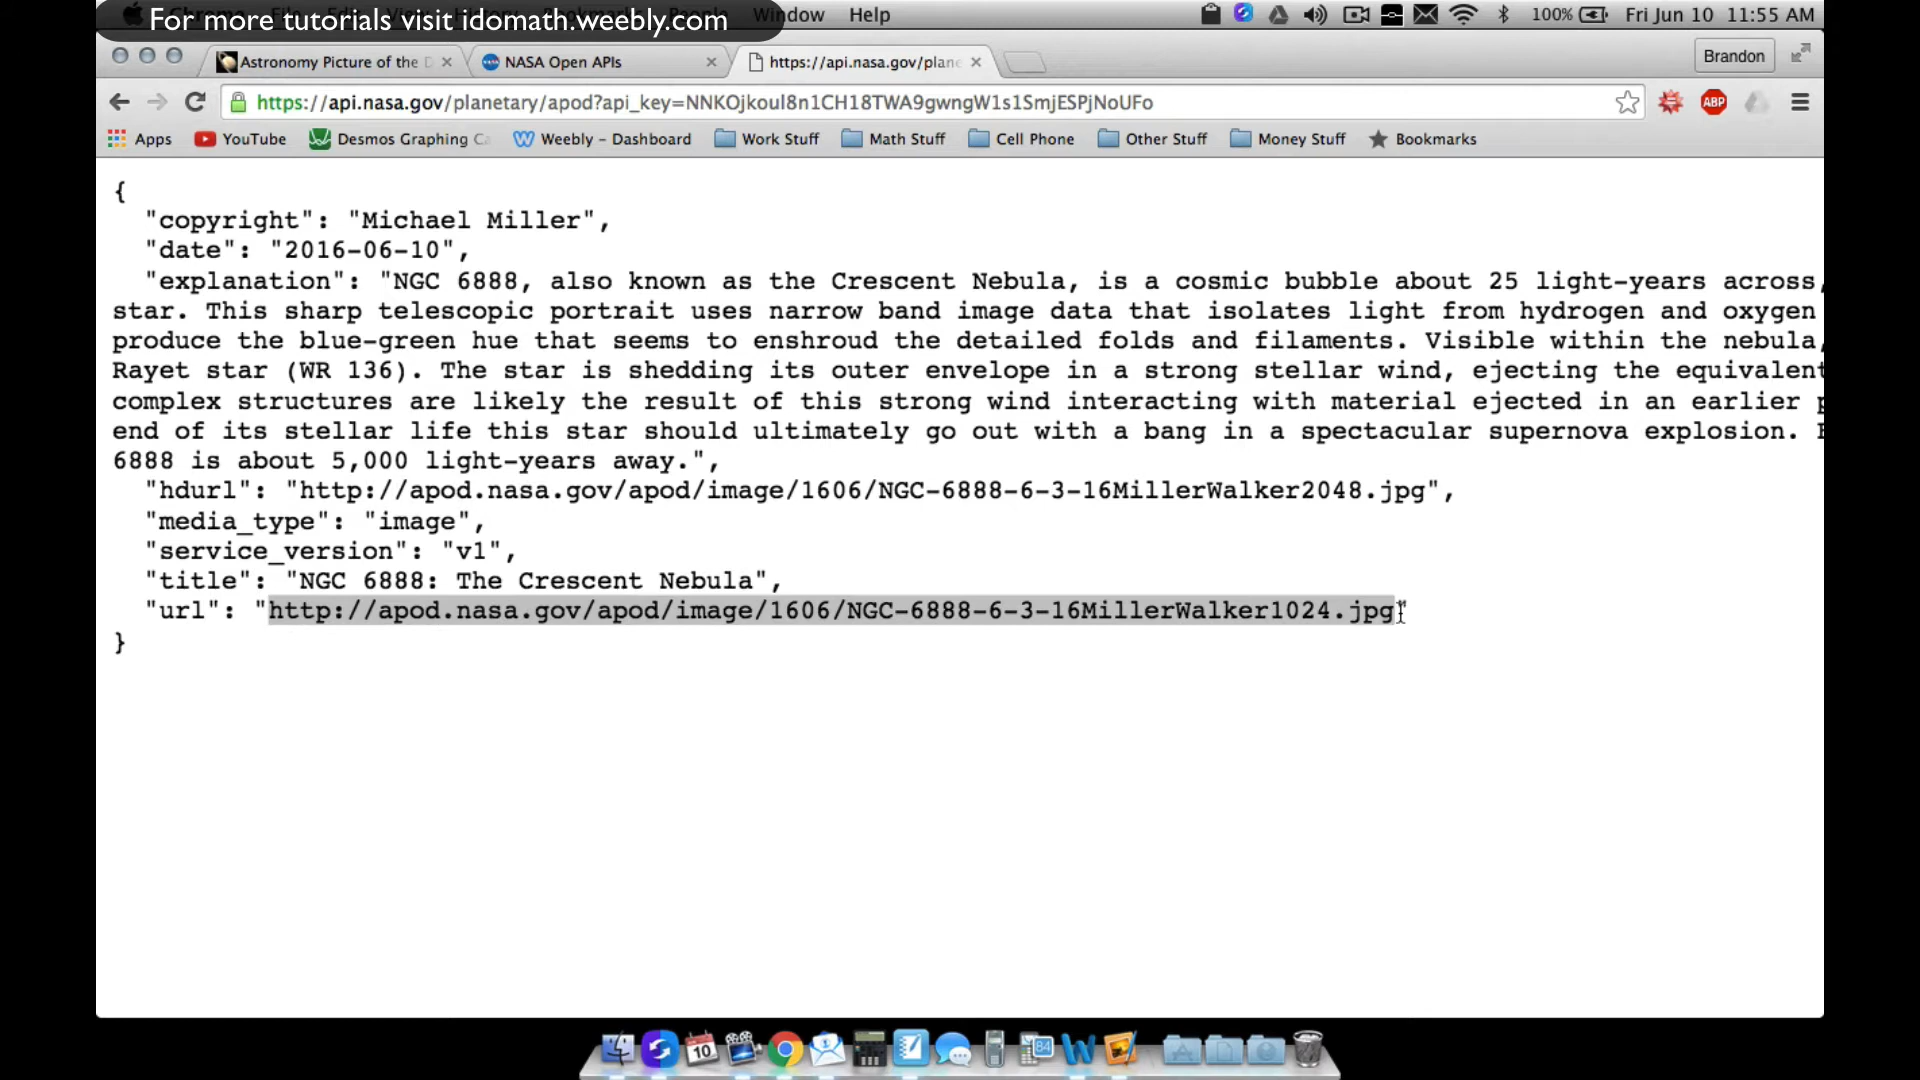 For more tutorials visit idomath.weebly.com
Window Help
100% Fri Jun 10 11:55 AM
Astronomy Picture of the D
NASA Open APIs
https://api.nasa.gov/plane
Brandon
https://api.nasa.gov/planetary/apod?api_key=NNKOjkoul8n1CH18TWA9gwngW1s1SmjESPjNoUFo
ABP
Apps YouTube Desmos Graphing Ca Weebly - Dashboard Work Stuff Math Stuff Cell Phone Other Stuff Money Stuff Bookmarks
{
"copyright": "Michael Miller",
"date": "2016-06-10",
"explanation": "NGC 6888, also known as the Crescent Nebula, is a cosmic bubble about 25 light-years across,
star. This sharp telescopic portrait uses narrow band image data that isolates light from hydrogen and oxygen
produce the blue-green hue that seems to enshroud the detailed folds and filaments. Visible within the nebula,
Rayet star (WR 136). The star is shedding its outer envelope in a strong stellar wind, ejecting the equivalent
complex structures are likely the result of this strong wind interacting with material ejected in an earlier p
end of its stellar life this star should ultimately go out with a bang in a spectacular supernova explosion.
6888 is about 5,000 light-years away.",
"hdurl": "http://apod.nasa.gov/apod/image/1606/NGC-6888-6-3-16MillerWalker2048.jpg",
"media_type": "image",
"service_version": "v1",
"title": "NGC 6888: The Crescent Nebula",
"url": "http://apod.nasa.gov/apod/image/1606/NGC-6888-6-3-16MillerWalker1024.jpg"
}
10
84